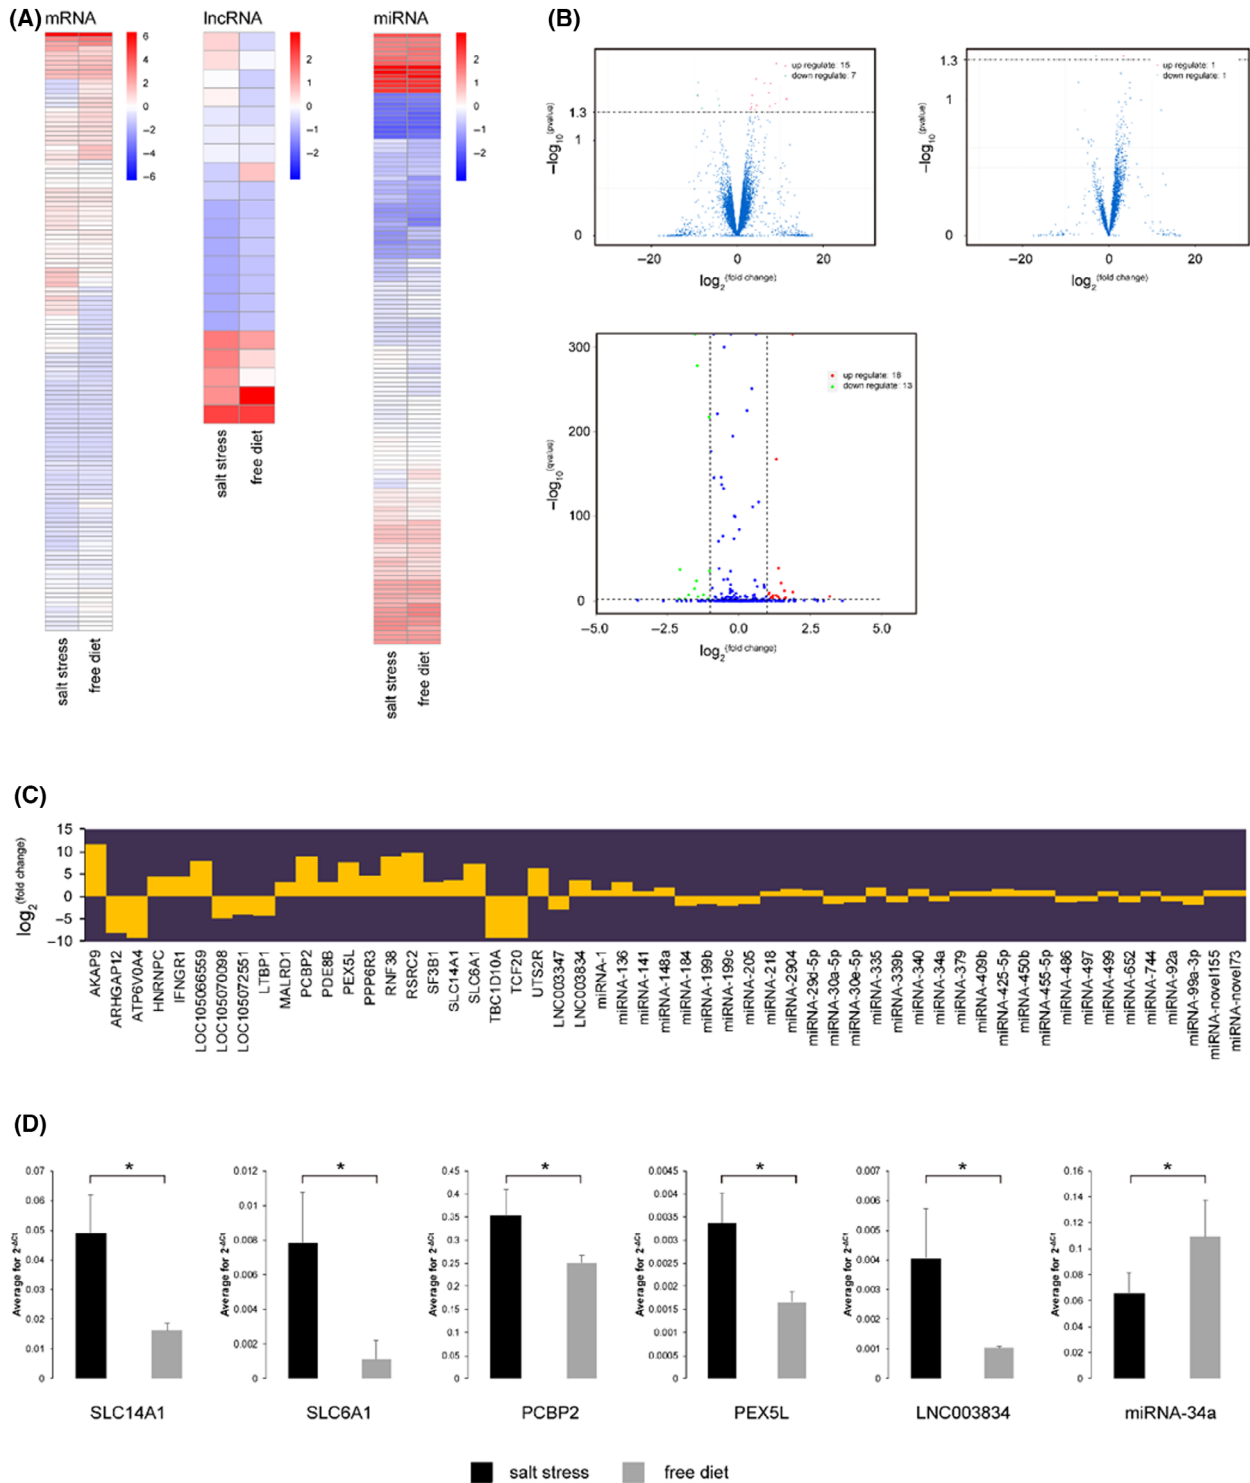 (A)
mRNA
lncRNA
miRNA
6
4
2
0
−2
−4
−6
2
1
0
−1
−2
2
1
0
−1
−2
salt stress
free diet
salt stress
free diet
salt stress
free diet
(B)
up regulate: 15
down regulate: 7
1.3
1
0
−log10 (pvalue)
−20
0
20
log2 (fold change)
up regulate: 1
down regulate: 1
1.3
1
0
−log10 (pvalue)
−20
0
20
log2 (fold change)
up regulate: 18
down regulate: 13
300
200
100
0
−log10 (qvalue)
−5.0
−2.5
0.0
2.5
5.0
log2 (fold change)
(C)
log2 (fold change)
15
10
5
0
−5
−10
AKAP9
ARHGAP12
ATP6V0A4
HNRNPC
IFNGR1
LOC105066559
LOC105070098
LOC105072551
LTBP1
MALRD1
PCBP2
PDE8B
PEX5L
PPP6R3
RNF38
RSRC2
SF3B1
SLC14A1
SLC6A1
TBC1D10A
TCF20
UTS2R
LNC003347
LNC003834
miRNA-1
miRNA-136
miRNA-141
miRNA-148a
miRNA-184
miRNA-199b
miRNA-199c
miRNA-205
miRNA-218
miRNA-2904
miRNA-29d-5p
miRNA-30a-5p
miRNA-30e-5p
miRNA-335
miRNA-339b
miRNA-340
miRNA-34a
miRNA-379
miRNA-409b
miRNA-425-5p
miRNA-450b
miRNA-455-5p
miRNA-486
miRNA-497
miRNA-499
miRNA-652
miRNA-744
miRNA-92a
miRNA-99a-3p
miRNA-novel155
miRNA-novel73
(D)
Average for 2-ΔCt
0.07
0.06
0.05
0.04
0.03
0.02
0.01
0
*
SLC14A1
Average for 2-ΔCt
0.012
0.01
0.008
0.006
0.004
0.002
0
*
SLC6A1
Average for 2-ΔCt
0.45
0.4
0.35
0.3
0.25
0.2
0.15
0.1
0.05
0
*
PCBP2
Average for 2-ΔCt
0.0045
0.004
0.0035
0.003
0.0025
0.002
0.0015
0.001
0.0005
0
*
PEX5L
Average for 2-ΔCt
0.007
0.006
0.005
0.004
0.003
0.002
0.001
0
*
LNC003834
Average for 2-ΔCt
0.16
0.14
0.12
0.1
0.08
0.06
0.04
0.02
0
*
miRNA-34a
salt stress
free diet